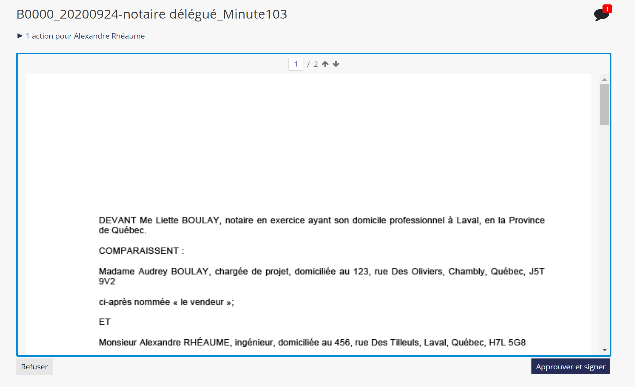 B0000_20200924-notaire délégué_Minute103
1
► 1 action pour Alexandre Rhéaume
1 / 2
DEVANT Me Liette BOULAY, notaire en exercice ayant son domicile professionnel à Laval, en la Province
de Québec.
COMPARAISSENT :
Madame Audrey BOULAY, chargée de projet, domiciliée au 123, rue Des Oliviers, Chambly, Québec, J5T
9V2
ci-après nommée « le vendeur »;
ET
Monsieur Alexandre RHÉAUME, ingénieur, domiciliée au 456, rue Des Tilleuls, Laval, Québec, H7L 5G8
Refuser
Approuver et signer